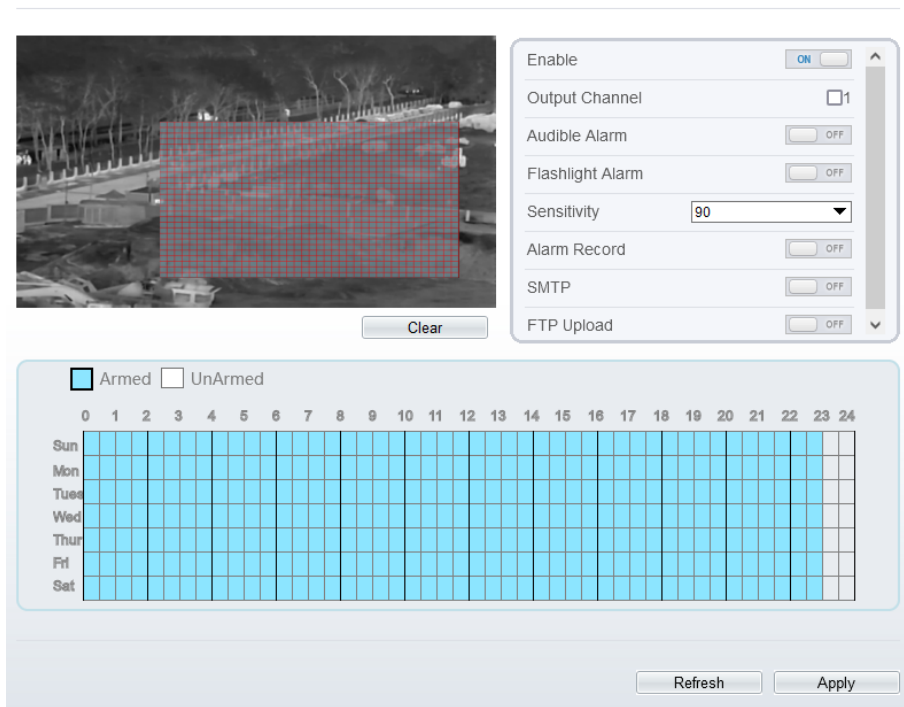 Enable ON
Output Channel 1
Audible Alarm OFF
Flashlight Alarm OFF
Sensitivity 90
Alarm Record OFF
SMTP OFF
FTP Upload OFF
Clear
Armed UnArmed
0 1 2 3 4 5 6 7 8 9 10 11 12 13 14 15 16 17 18 19 20 21 22 23 24
Sun
Mon
Tues
Wed
Thur
Fri
Sat
Refresh Apply